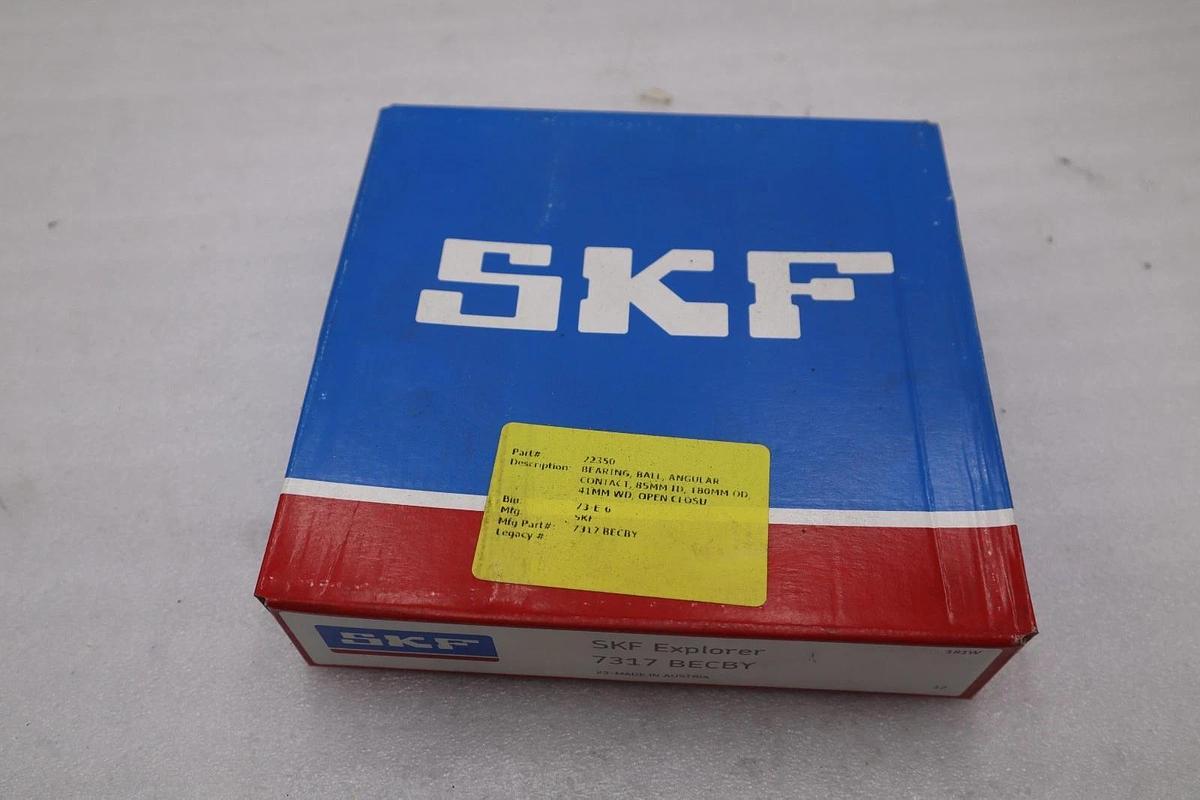 SKF
Part#: 22350
Description: BEARING, BALL, ANGULAR
CONTACT, 85MM ID, 180MM OD,
41MM WD, OPEN CLOSU
Bin: 73-E-6
Mfg: SKF
Mfg Part#: 7317 BECBY
Legacy #
SKF
SKF Explorer
7317 BECBY
MADE IN AUSTRIA